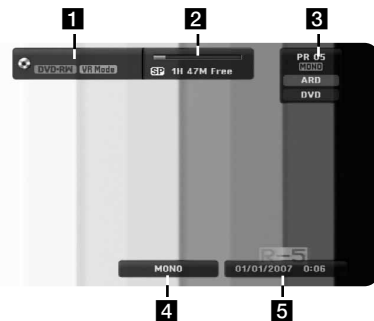 1 2 3
DVD-RW VR Mode
SP 1H 47M Free
PR 05
MONO
ARD
DVD
R-5
MONO
01/01/2007 0:06
4 5